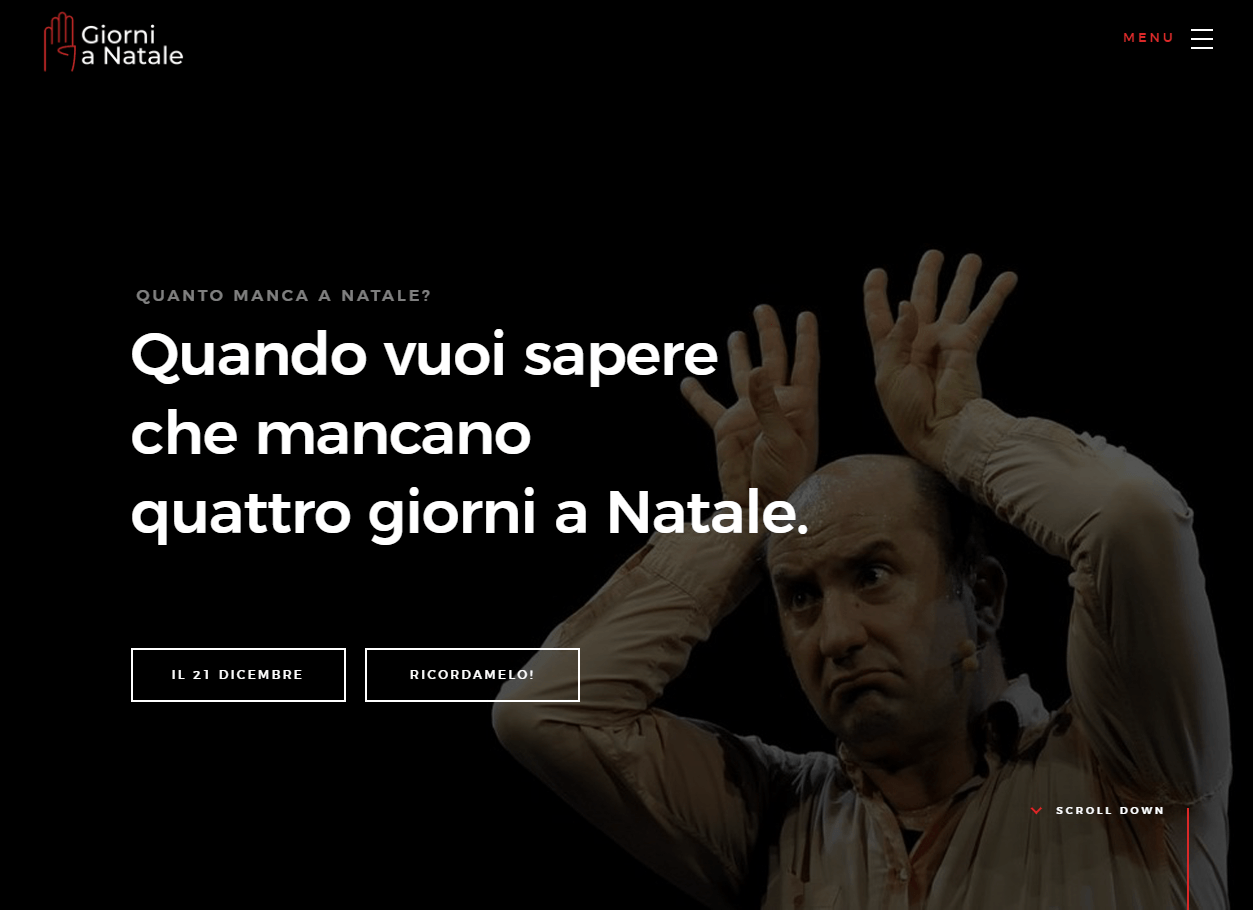 Giorni
a Natale
MENU
QUANTO MANCA A NATALE?
Quando vuoi sapere
che mancano
quattro giorni a Natale.
IL 21 DICEMBRE
RICORDAMELO!
SCROLL DOWN